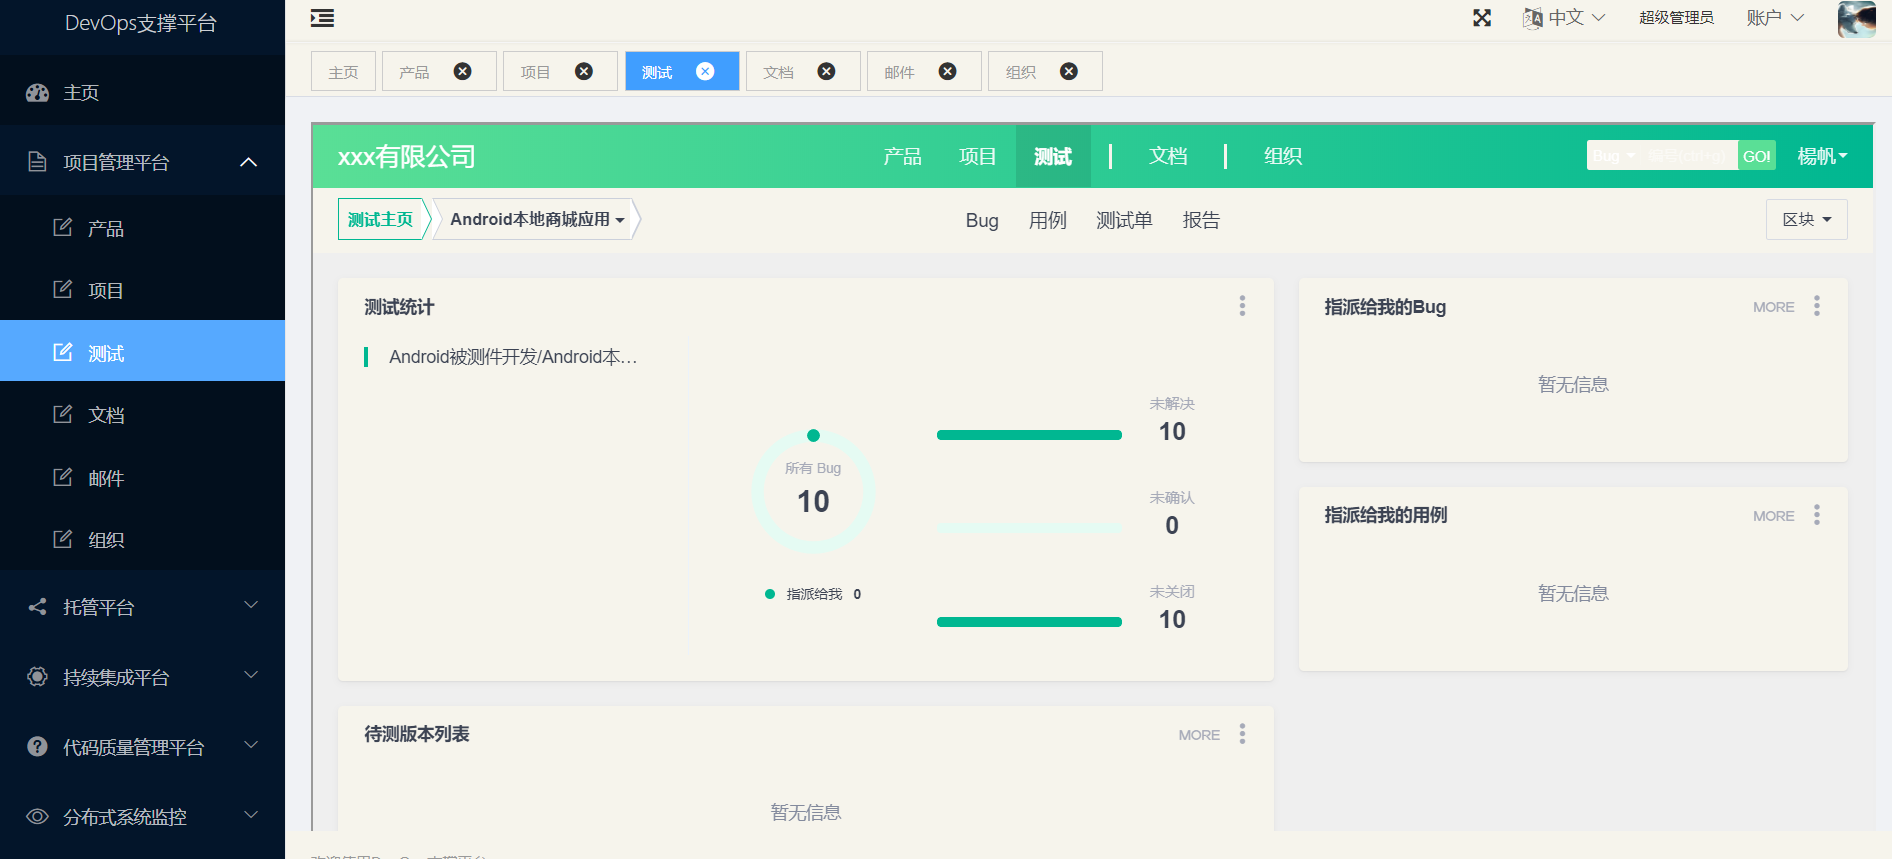 DevOps支撑平台
主页
项目管理平台
产品
项目
测试
文档
邮件
组织
托管平台
持续集成平台
代码质量管理平台
分布式系统监控
中文
超级管理员
账户
主页 产品 项目 测试 文档 邮件 组织
xxx有限公司
产品 项目 测试 | 文档 | 组织
Bug
GO!
楊帆
测试主页
Android本地商城应用
Bug 用例 测试单 报告
区块
测试统计
Android被测件开发/Android本…
所有 Bug
10
指派给我 0
未解决
10
未确认
0
未关闭
10
指派给我的Bug
MORE
暂无信息
指派给我的用例
MORE
暂无信息
待测版本列表
MORE
暂无信息